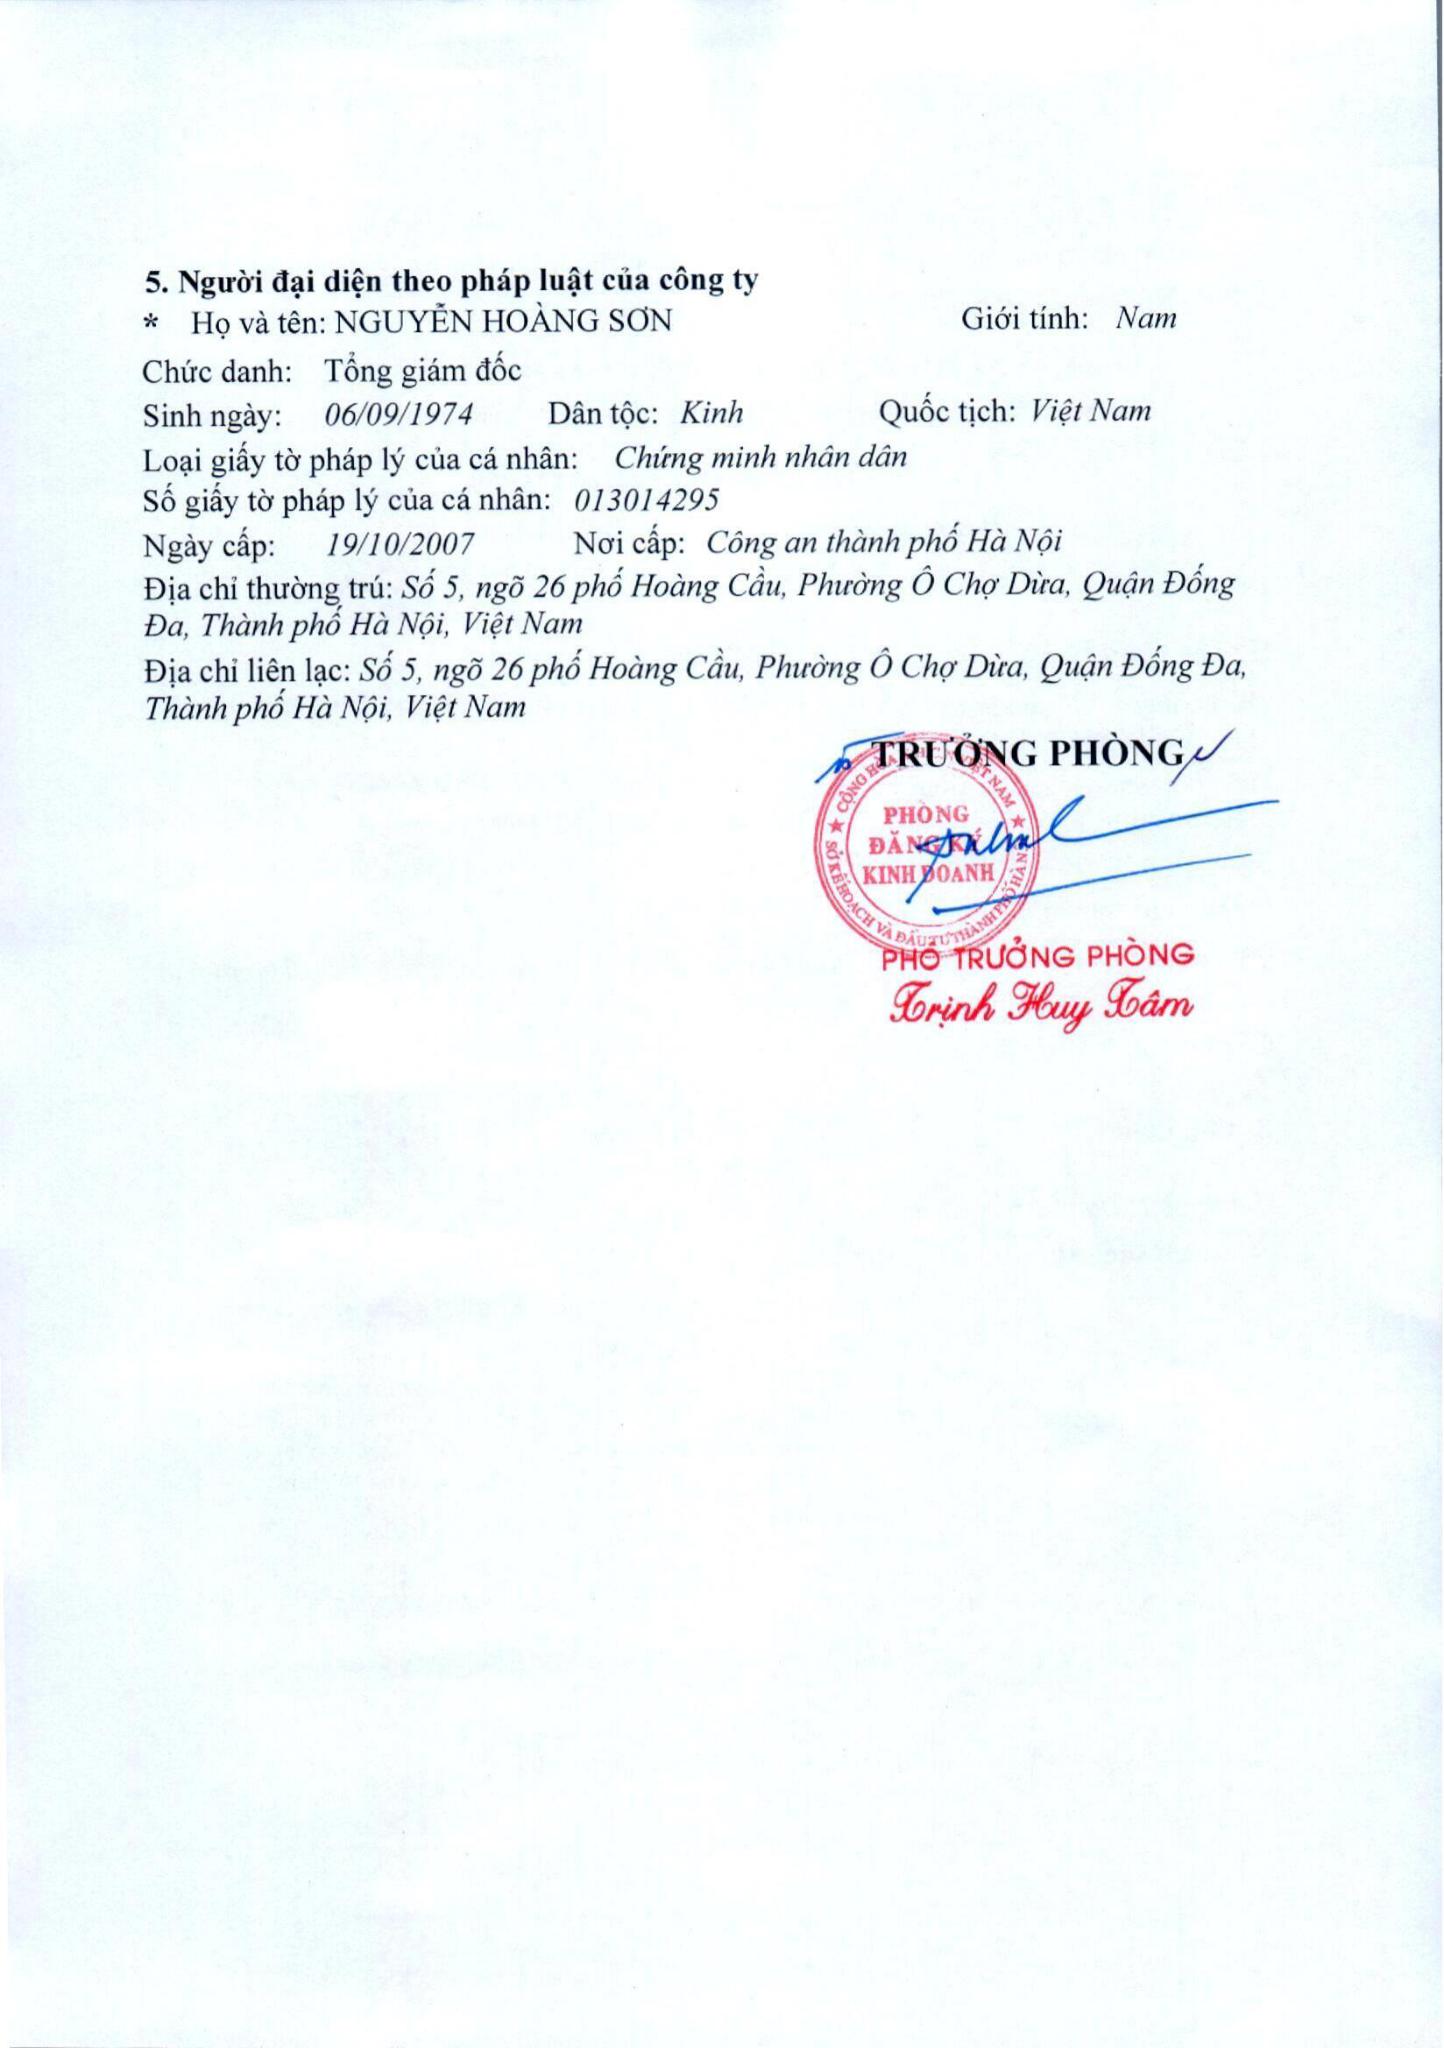 5. Người đại diện theo pháp luật của công ty
* Họ và tên: NGUYỄN HOÀNG SƠN Giới tính: Nam
Chức danh: Tổng giám đốc
Sinh ngày: 06/09/1974 Dân tộc: Kinh Quốc tịch: Việt Nam
Loại giấy tờ pháp lý của cá nhân: Chứng minh nhân dân
Số giấy tờ pháp lý của cá nhân: 013014295
Ngày cấp: 19/10/2007 Nơi cấp: Công an thành phố Hà Nội
Địa chỉ thường trú: Số 5, ngõ 26 phố Hoàng Cầu, Phường Ô Chợ Dừa, Quận Đống
Đa, Thành phố Hà Nội, Việt Nam
Địa chỉ liên lạc: Số 5, ngõ 26 phố Hoàng Cầu, Phường Ô Chợ Dừa, Quận Đống Đa,
Thành phố Hà Nội, Việt Nam
TRƯỞNG PHÒNG
CỘNG HÒA VIỆT NAM
PHÒNG
ĐĂNG KÝ
KINH DOANH
SỞ KẾ HOẠCH VÀ ĐẦU TƯ THÀNH PHỐ HÀ N
PHÓ TRƯỞNG PHÒNG
Trịnh Huy Tâm